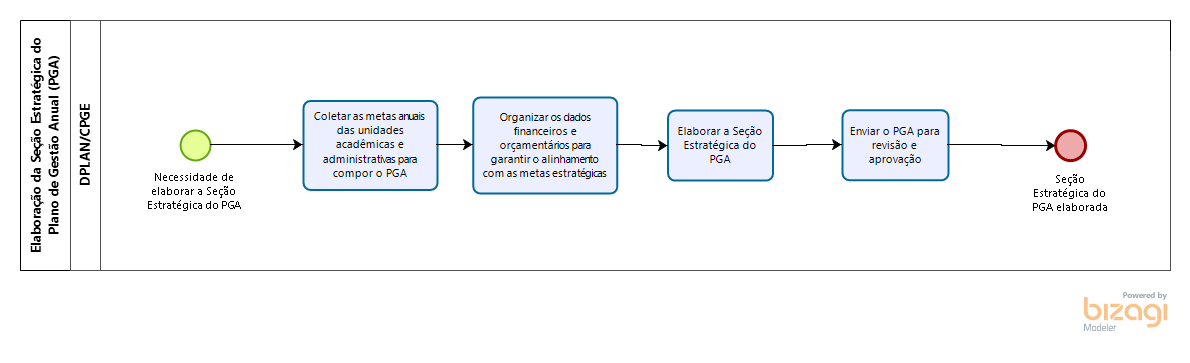 Elaboração da Seção Estratégica do
Plano de Gestão Anual (PGA)
DPLAN/CPGE
Necessidade de
elaborar a Seção
Estratégica do PGA
Coletar as metas anuais
das unidades
acadêmicas e
administrativas para
compor o PGA
Organizar os dados
financeiros e
orçamentários para
garantir o alinhamento
com as metas estratégicas
Elaborar a Seção
Estratégica do
PGA
Enviar o PGA para
revisão e
aprovação
Seção
Estratégica do
PGA elaborada
Powered by
bizagi
Modeler